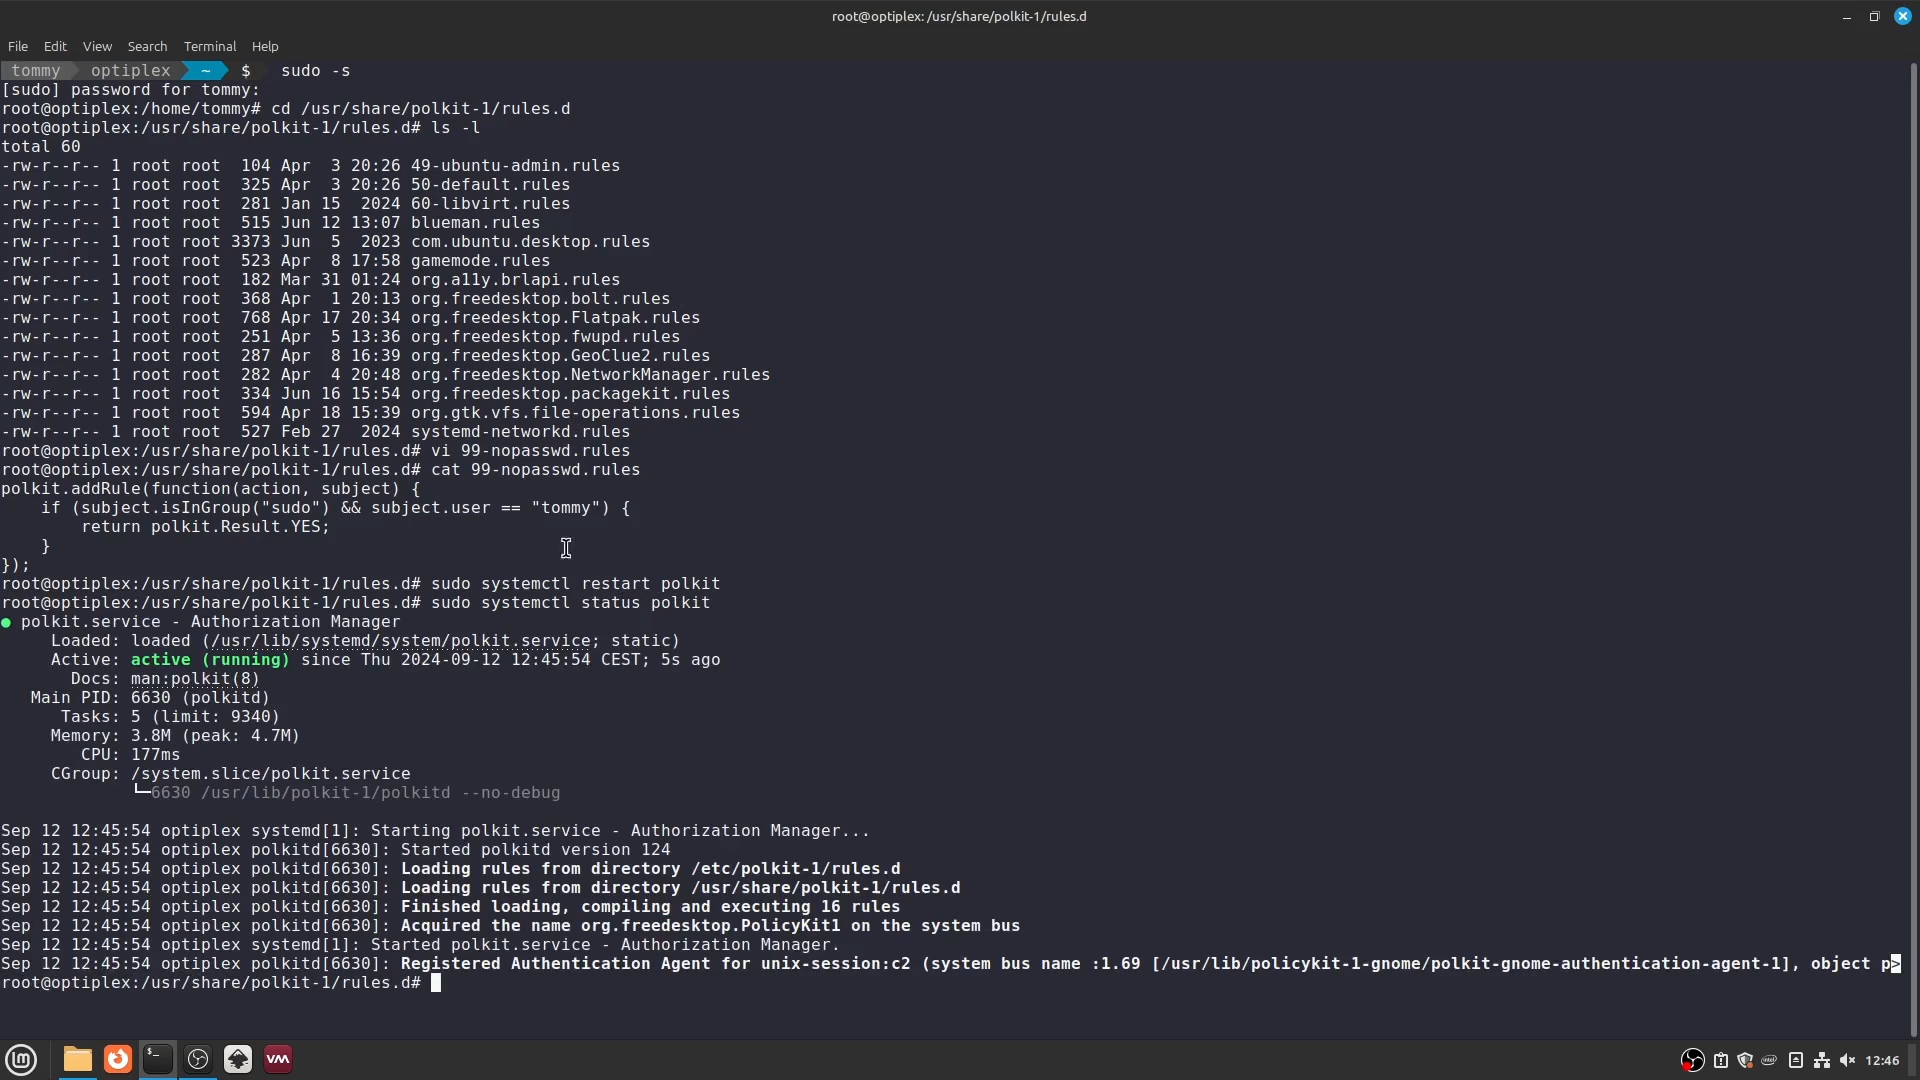 root@optiplex: /usr/share/polkit-1/rules.d
File Edit View Search Terminal Help
tommy optiplex ~ $ sudo -s
[sudo] password for tommy:
root@optiplex:/home/tommy# cd /usr/share/polkit-1/rules.d
root@optiplex:/usr/share/polkit-1/rules.d# ls -l
total 60
-rw-r--r-- 1 root root  104 Apr  3 20:26 49-ubuntu-admin.rules
-rw-r--r-- 1 root root  325 Apr  3 20:26 50-default.rules
-rw-r--r-- 1 root root  281 Jan 15  2024 60-libvirt.rules
-rw-r--r-- 1 root root  515 Jun 12 13:07 blueman.rules
-rw-r--r-- 1 root root 3373 Jun  5  2023 com.ubuntu.desktop.rules
-rw-r--r-- 1 root root  523 Apr  8 17:58 gamemode.rules
-rw-r--r-- 1 root root  182 Mar 31 01:24 org.a11y.brlapi.rules
-rw-r--r-- 1 root root  368 Apr  1 20:13 org.freedesktop.bolt.rules
-rw-r--r-- 1 root root  768 Apr 17 20:34 org.freedesktop.Flatpak.rules
-rw-r--r-- 1 root root  251 Apr  5 13:36 org.freedesktop.fwupd.rules
-rw-r--r-- 1 root root  287 Apr  8 16:39 org.freedesktop.GeoClue2.rules
-rw-r--r-- 1 root root  282 Apr  4 20:48 org.freedesktop.NetworkManager.rules
-rw-r--r-- 1 root root  334 Jun 16 15:54 org.freedesktop.packagekit.rules
-rw-r--r-- 1 root root  594 Apr 18 15:39 org.gtk.vfs.file-operations.rules
-rw-r--r-- 1 root root  527 Feb 27  2024 systemd-networkd.rules
root@optiplex:/usr/share/polkit-1/rules.d# vi 99-nopasswd.rules
root@optiplex:/usr/share/polkit-1/rules.d# cat 99-nopasswd.rules
polkit.addRule(function(action, subject) {
    if (subject.isInGroup("sudo") && subject.user == "tommy") {
        return polkit.Result.YES;
    }
});
root@optiplex:/usr/share/polkit-1/rules.d# sudo systemctl restart polkit
root@optiplex:/usr/share/polkit-1/rules.d# sudo systemctl status polkit
● polkit.service - Authorization Manager
     Loaded: loaded (/usr/lib/systemd/system/polkit.service; static)
     Active: active (running) since Thu 2024-09-12 12:45:54 CEST; 5s ago
       Docs: man:polkit(8)
   Main PID: 6630 (polkitd)
      Tasks: 5 (limit: 9340)
     Memory: 3.8M (peak: 4.7M)
        CPU: 177ms
     CGroup: /system.slice/polkit.service
             └─6630 /usr/lib/polkit-1/polkitd --no-debug
Sep 12 12:45:54 optiplex systemd[1]: Starting polkit.service - Authorization Manager...
Sep 12 12:45:54 optiplex polkitd[6630]: Started polkitd version 124
Sep 12 12:45:54 optiplex polkitd[6630]: Loading rules from directory /etc/polkit-1/rules.d
Sep 12 12:45:54 optiplex polkitd[6630]: Loading rules from directory /usr/share/polkit-1/rules.d
Sep 12 12:45:54 optiplex polkitd[6630]: Finished loading, compiling and executing 16 rules
Sep 12 12:45:54 optiplex polkitd[6630]: Acquired the name org.freedesktop.PolicyKit1 on the system bus
Sep 12 12:45:54 optiplex systemd[1]: Started polkit.service - Authorization Manager.
Sep 12 12:45:54 optiplex polkitd[6630]: Registered Authentication Agent for unix-session:c2 (system bus name :1.69 [/usr/lib/policykit-1-gnome/polkit-gnome-authentication-agent-1], object p>
root@optiplex:/usr/share/polkit-1/rules.d#
12:46